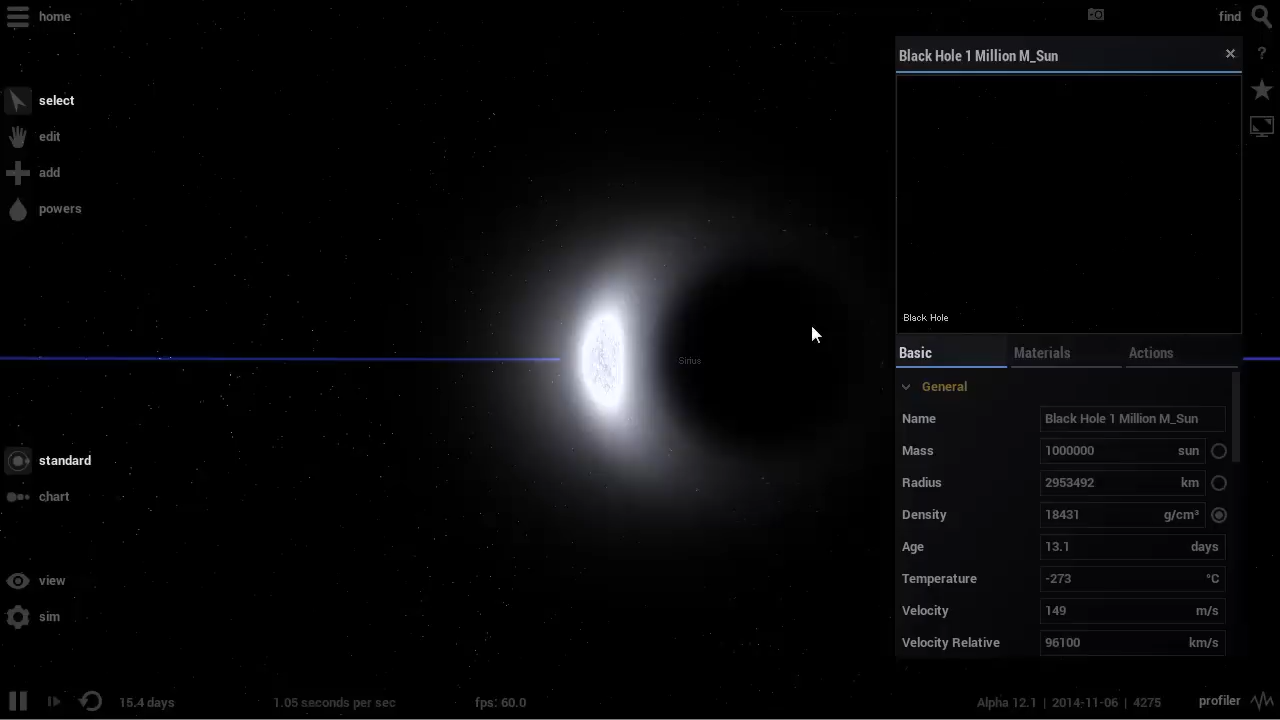 home
find
Black Hole 1 Million M_Sun
?
select
edit
add
powers
Black Hole
Basic Materials Actions
Sirius
General
Name Black Hole 1 Million M_Sun
Mass 1000000 sun
standard
Radius 2953492 km
chart
Density 18431 g/cm³
Age 13.1 days
view
Temperature -273 °C
sim
Velocity 149 m/s
Velocity Relative 96100 km/s
15.4 days 1.05 seconds per sec fps: 60.0 Alpha 12.1 | 2014-11-06 | 4275 profiler